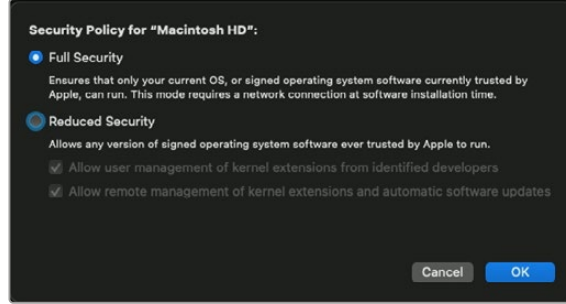 Security Policy for “Macintosh HD”:
Full Security
Ensures that only your current OS, or signed operating system software currently trusted by
Apple, can run. This mode requires a network connection at software installation time.
Reduced Security
Allows any version of signed operating system software ever trusted by Apple to run.
Allow user management of kernel extensions from identified developers
Allow remote management of kernel extensions and automatic software updates
Cancel
OK